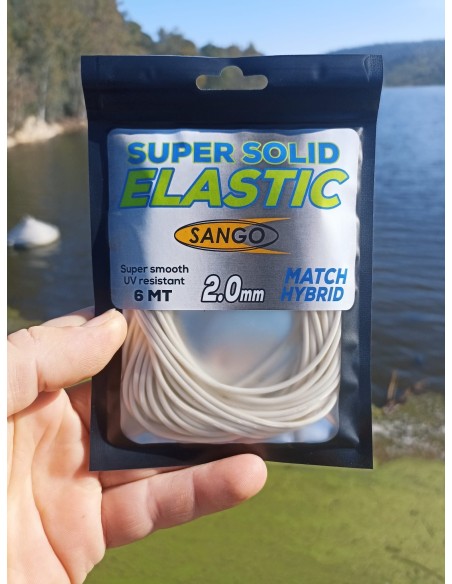 SUPER SOLID
ELASTIC
SANGO
Super smooth
UV resistant
6 MT
2.0mm
MATCH
HYBRID